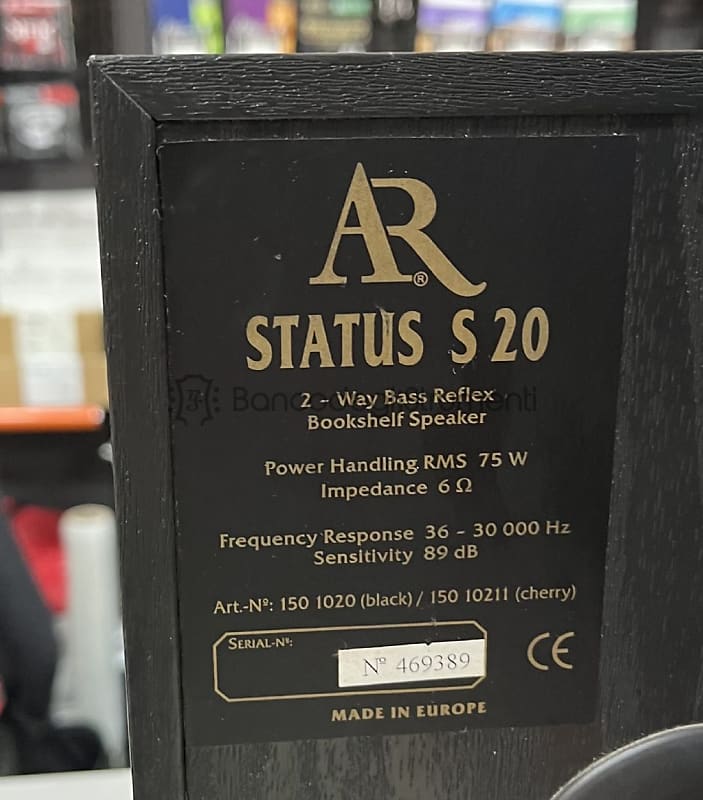 AR®
STATUS S 20
2 - Way Bass Reflex
Bookshelf Speaker
Power Handling RMS 75 W
Impedance 6 Ω
Frequency Response 36 - 30 000 Hz
Sensitivity 89 dB
Art.-Nº: 150 1020 (black) / 150 10211 (cherry)
SERIAL-Nº:
Nº 469389
CE
MADE IN EUROPE